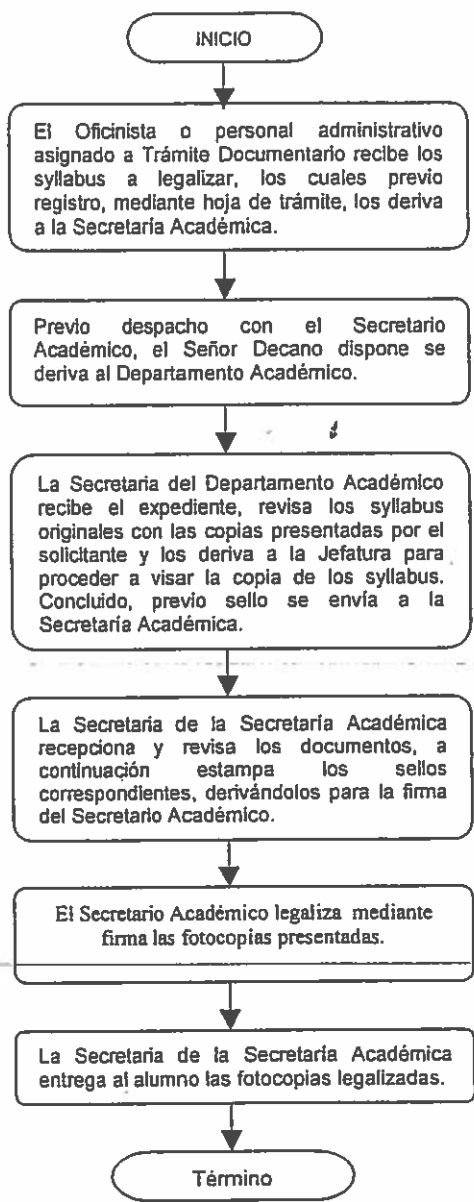 INICIO
El Oficinista o personal administrativo
asignado a Trámite Documentario recibe los
syllabus a legalizar, los cuales previo
registro, mediante hoja de trámite, los deriva
a la Secretaría Académica.
Previo despacho con el Secretario
Académico, el Señor Decano dispone se
deriva al Departamento Académico.
La Secretaria del Departamento Académico
recibe el expediente, revisa los syllabus
originales con las copias presentadas por el
solicitante y los deriva a la Jefatura para
proceder a visar la copia de los syllabus.
Concluido, previo sello se envía a la
Secretaría Académica.
La Secretaria de la Secretaría Académica
recepciona y revisa los documentos, a
continuación estampa los sellos
correspondientes, derivándolos para la firma
del Secretario Académico.
El Secretario Académico legaliza mediante
firma las fotocopias presentadas.
La Secretaria de la Secretaría Académica
entrega al alumno las fotocopias legalizadas.
Término